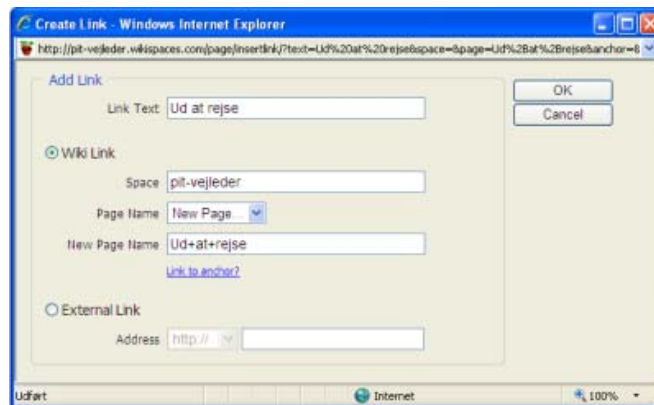 Create Link - Windows Internet Explorer
http://pit-vejleder.wikispaces.com/page/insertlink/?text=Ud%20at%20rejse&space=&page=Ud%2Bat%2Brejse&anchor=&
Add Link
OK
Link Text Ud at rejse
Cancel
Wiki Link
Space pit-vejleder
Page Name New Page...
New Page Name Ud+at+rejse
Link to anchor?
External Link
Address http://
Udført Internet 100%